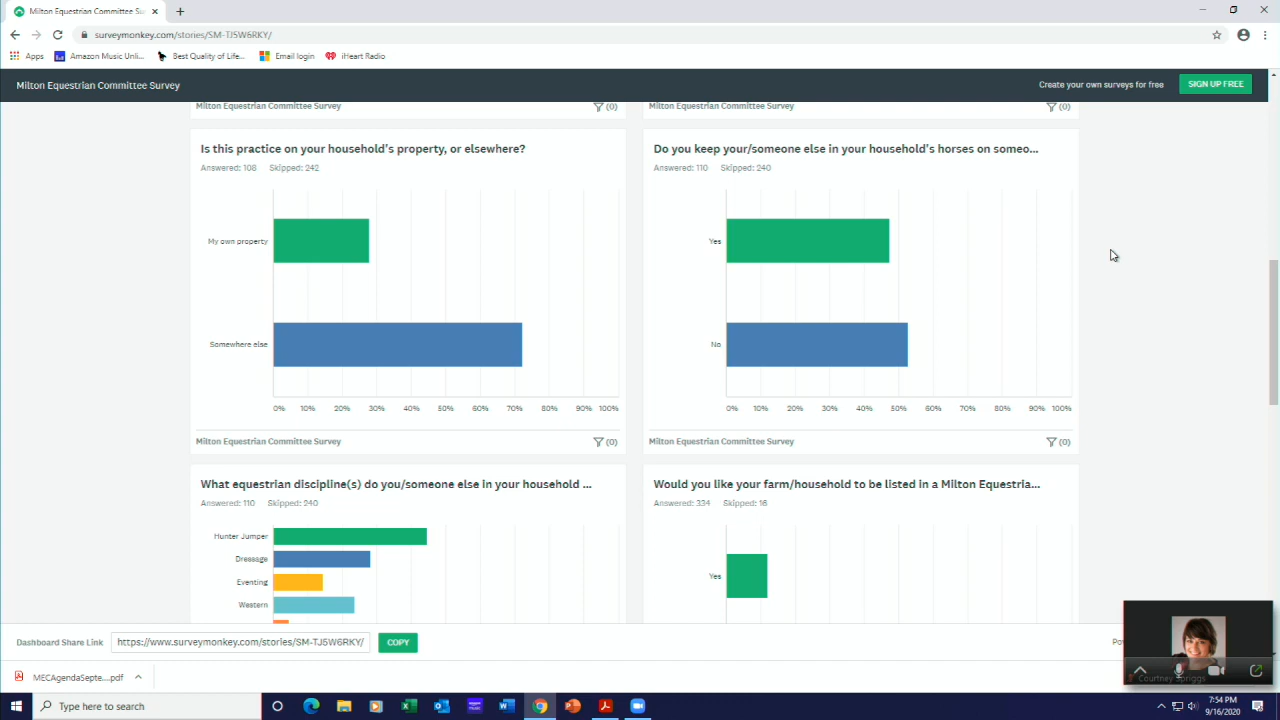 Milton Equestrian Committee Su
surveymonkey.com/stories/SM-TJ5W6RKY/
Apps
Amazon Music Unli...
Best Quality of Life...
Email login
iHeart Radio
Milton Equestrian Committee Survey
Create your own surveys for free
SIGN UP FREE
Milton Equestrian Committee Survey
(0)
Milton Equestrian Committee Survey
(0)
Is this practice on your household's property, or elsewhere?
Answered: 108 Skipped: 242
My own property
Somewhere else
0% 10% 20% 30% 40% 50% 60% 70% 80% 90% 100%
Milton Equestrian Committee Survey
(0)
Do you keep your/someone else in your household's horses on someo...
Answered: 110 Skipped: 240
Yes
No
0% 10% 20% 30% 40% 50% 60% 70% 80% 90% 100%
Milton Equestrian Committee Survey
(0)
What equestrian discipline(s) do you/someone else in your household ...
Answered: 110 Skipped: 240
Hunter Jumper
Dressage
Eventing
Western
Would you like your farm/household to be listed in a Milton Equestria...
Answered: 334 Skipped: 16
Yes
Dashboard Share Link
https://www.surveymonkey.com/stories/SM-TJ5W6RKY/
COPY
Po
Courtney Spriggs
MECAgendaSepte....pdf
Type here to search
7:54 PM
9/16/2020